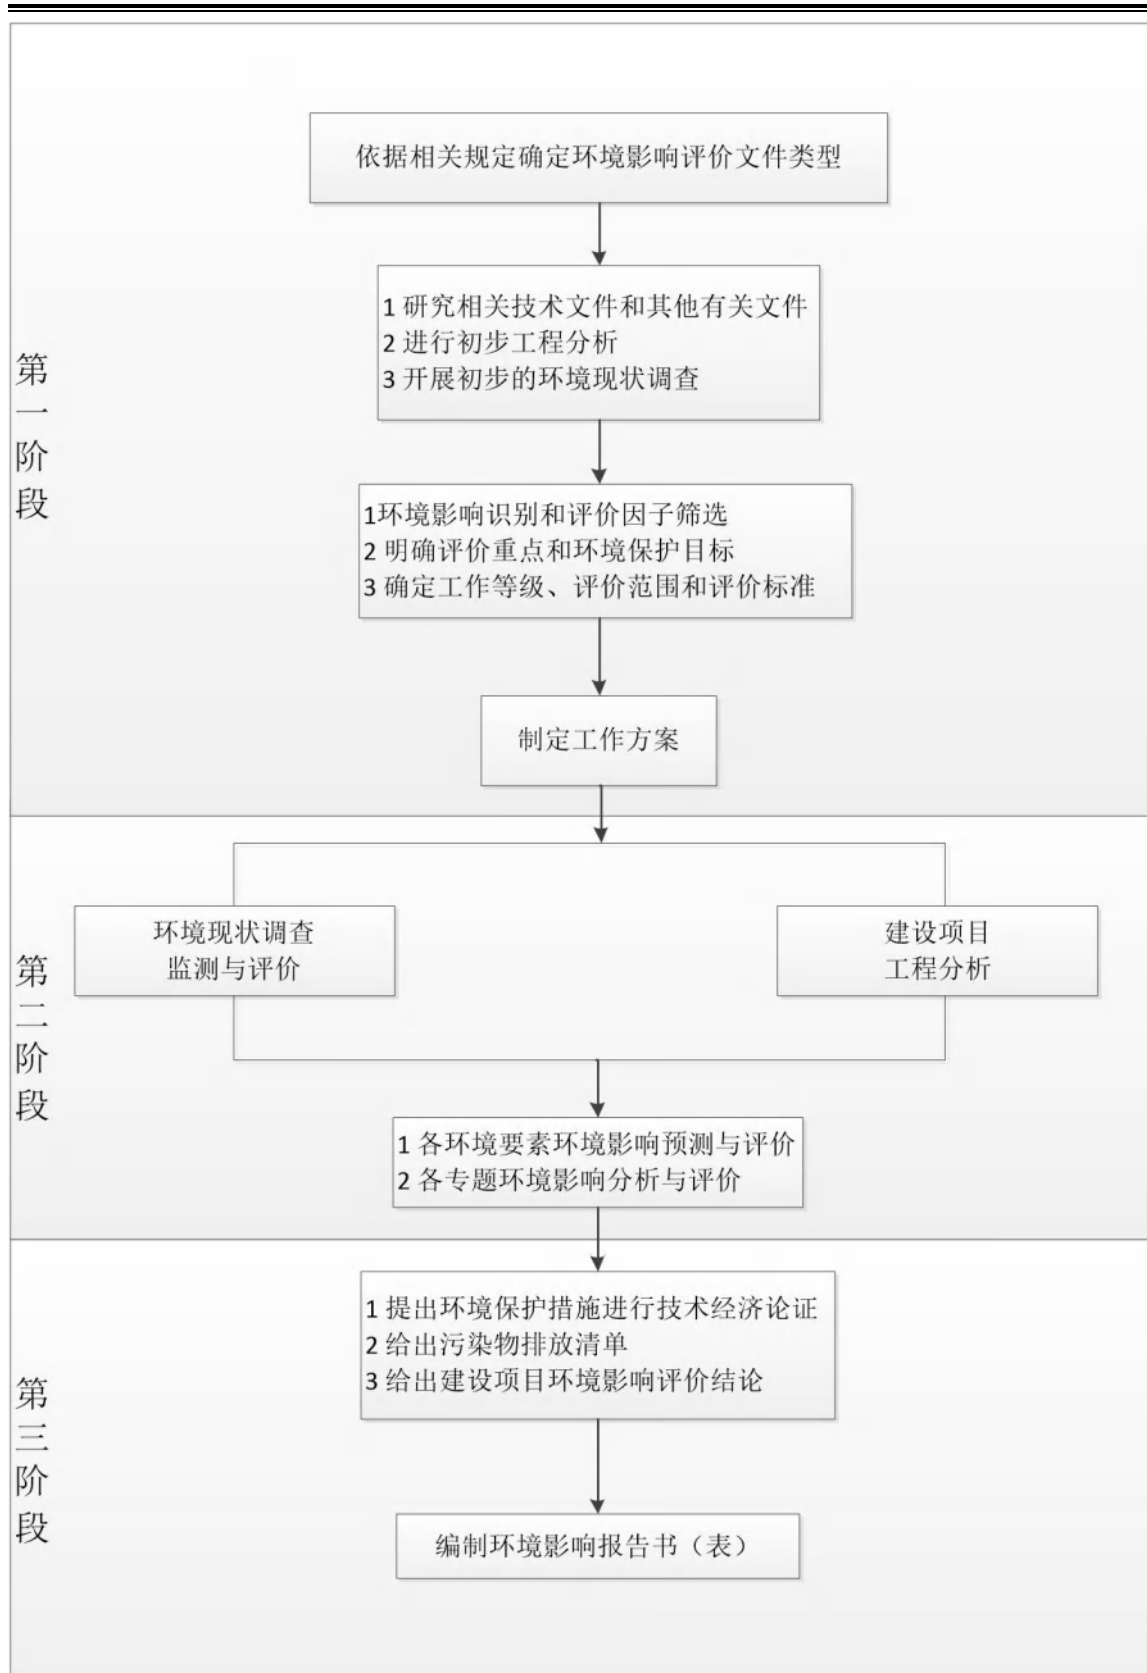 第一阶段
依据相关规定确定环境影响评价文件类型
1 研究相关技术文件和其他有关文件
2 进行初步工程分析
3 开展初步的环境现状调查
1环境影响识别和评价因子筛选
2 明确评价重点和环境保护目标
3 确定工作等级、评价范围和评价标准
制定工作方案
第二阶段
环境现状调查
监测与评价
建设项目
工程分析
1 各环境要素环境影响预测与评价
2 各专题环境影响分析与评价
第三阶段
1 提出环境保护措施进行技术经济论证
2 给出污染物排放清单
3 给出建设项目环境影响评价结论
编制环境影响报告书（表）